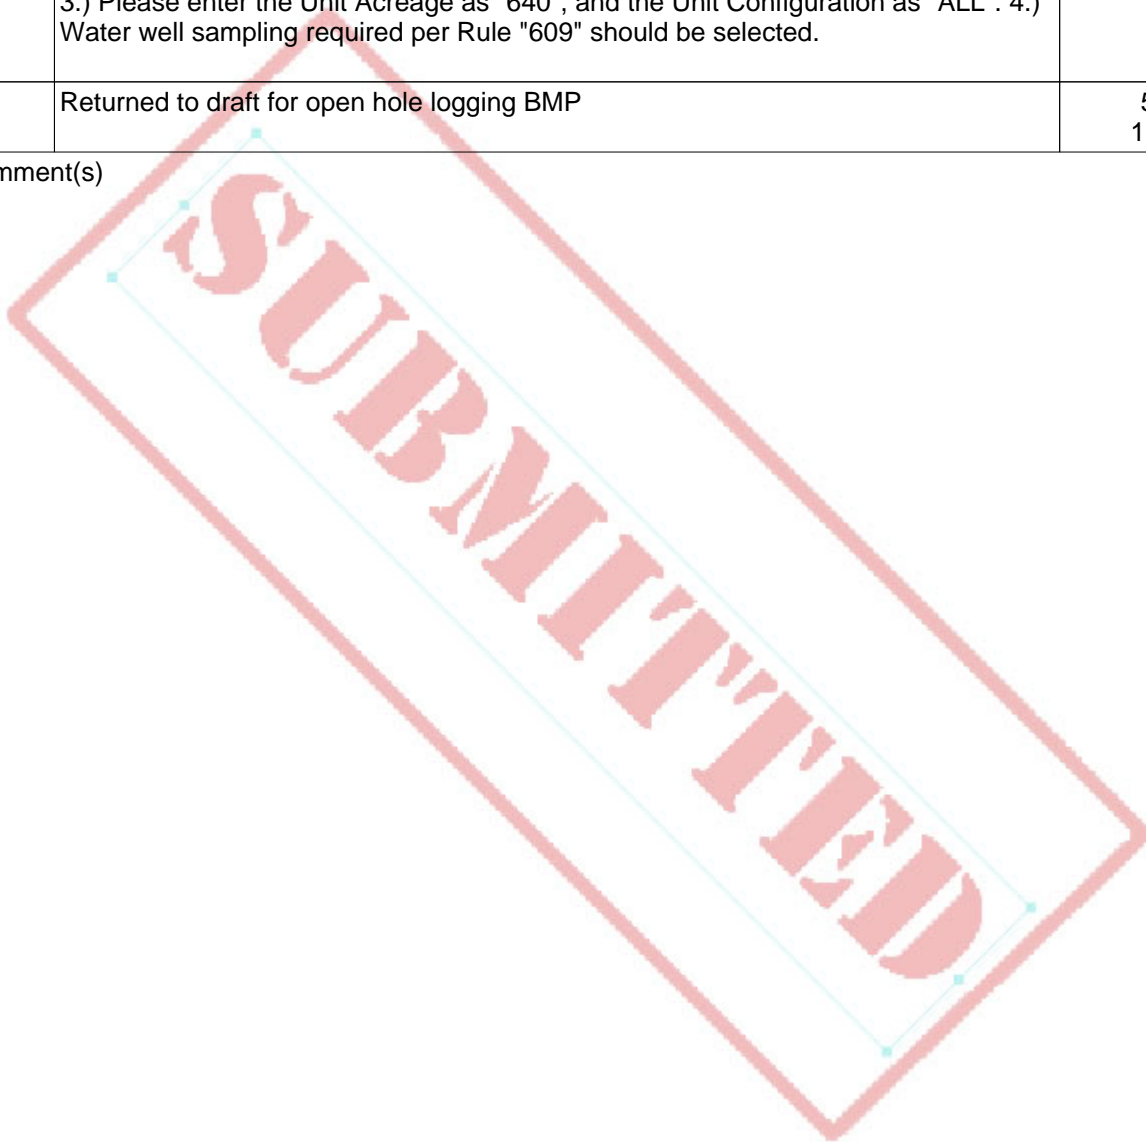 3.) Please enter the Unit Acreage as "640", and the Unit Configuration as "ALL". 4.)
Water well sampling required per Rule "609" should be selected.
Returned to draft for open hole logging BMP
mment(s)
SUBMITTED